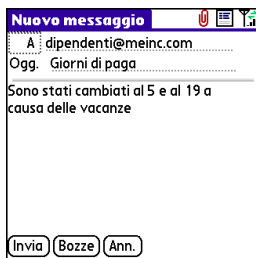 Nuovo messaggio
A dipendenti@meinc.com
Ogg. Giorni di paga
Sono stati cambiati al 5 e al 19 a
causa delle vacanze
Invia Bozze Ann.